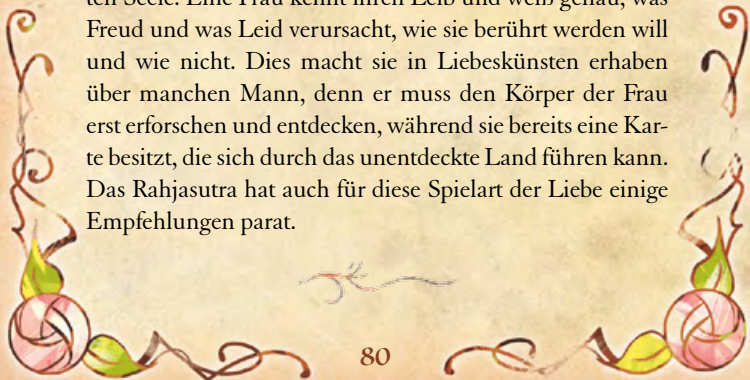 ten Seele. Eine Frau kennt ihren Leib und weiß genau, was
Freud und was Leid verursacht, wie sie berührt werden will
und wie nicht. Dies macht sie in Liebeskünsten erhaben
über manchen Mann, denn er muss den Körper der Frau
erst erforschen und entdecken, während sie bereits eine Kar-
te besitzt, die sich durch das unentdeckte Land führen kann.
Das Rahjasutra hat auch für diese Spielart der Liebe einige
Empfehlungen parat.
80